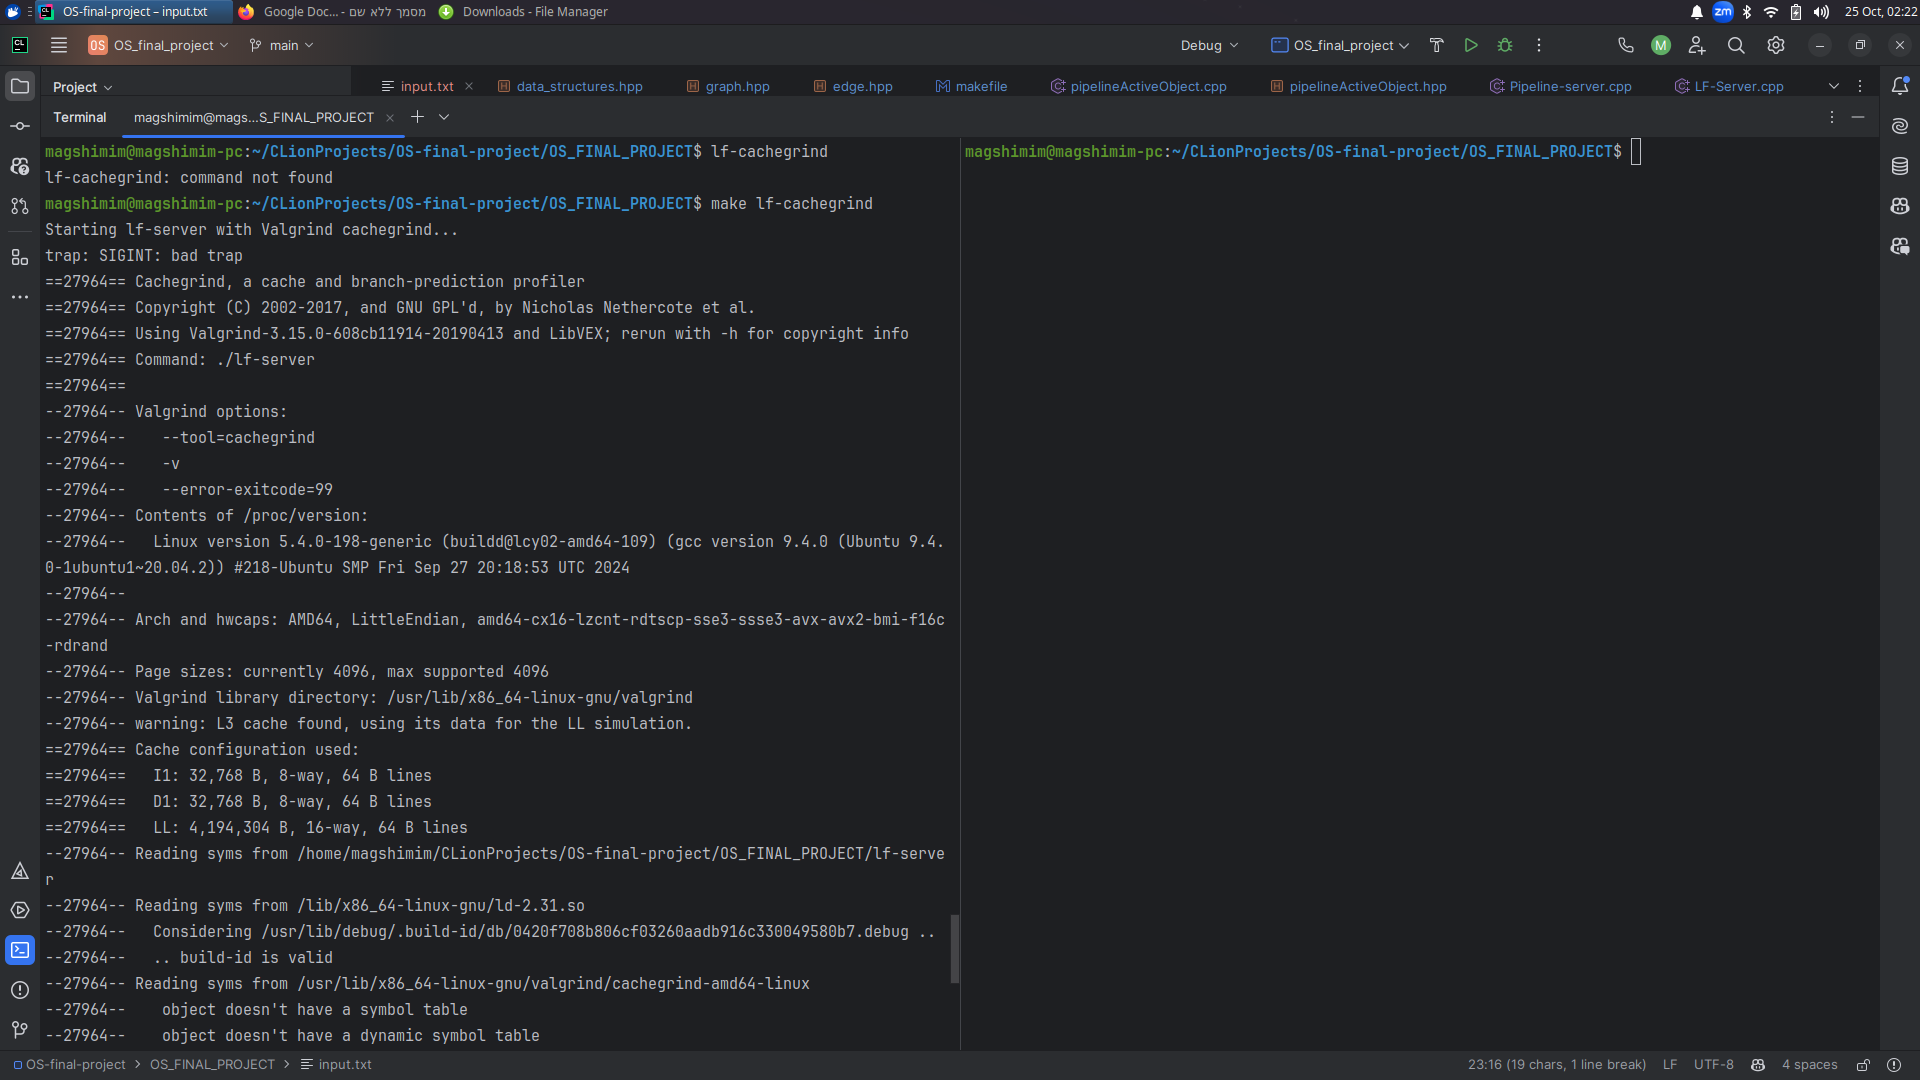 OS-final-project – input.txt
Google Doc... - מסמך ללא שם
Downloads - File Manager
zm
25 Oct, 02:22
CL
OS
OS_final_project
main
Debug
OS_final_project
M
Project
input.txt
data_structures.hpp
graph.hpp
edge.hpp
makefile
pipelineActiveObject.cpp
pipelineActiveObject.hpp
Pipeline-server.cpp
LF-Server.cpp
Terminal
magshimim@mags...S_FINAL_PROJECT
magshimim@magshimim-pc:~/CLionProjects/OS-final-project/OS_FINAL_PROJECT$ lf-cachegrind
lf-cachegrind: command not found
magshimim@magshimim-pc:~/CLionProjects/OS-final-project/OS_FINAL_PROJECT$ make lf-cachegrind
Starting lf-server with Valgrind cachegrind...
trap: SIGINT: bad trap
==27964== Cachegrind, a cache and branch-prediction profiler
==27964== Copyright (C) 2002-2017, and GNU GPL'd, by Nicholas Nethercote et al.
==27964== Using Valgrind-3.15.0-608cb11914-20190413 and LibVEX; rerun with -h for copyright info
==27964== Command: ./lf-server
==27964==
--27964-- Valgrind options:
--27964--    --tool=cachegrind
--27964--    -v
--27964--    --error-exitcode=99
--27964-- Contents of /proc/version:
--27964--   Linux version 5.4.0-198-generic (buildd@lcy02-amd64-109) (gcc version 9.4.0 (Ubuntu 9.4.
0-1ubuntu1~20.04.2)) #218-Ubuntu SMP Fri Sep 27 20:18:53 UTC 2024
--27964--
--27964-- Arch and hwcaps: AMD64, LittleEndian, amd64-cx16-lzcnt-rdtscp-sse3-ssse3-avx-avx2-bmi-f16c
-rdrand
--27964-- Page sizes: currently 4096, max supported 4096
--27964-- Valgrind library directory: /usr/lib/x86_64-linux-gnu/valgrind
--27964-- warning: L3 cache found, using its data for the LL simulation.
==27964== Cache configuration used:
==27964==   I1: 32,768 B, 8-way, 64 B lines
==27964==   D1: 32,768 B, 8-way, 64 B lines
==27964==   LL: 4,194,304 B, 16-way, 64 B lines
--27964-- Reading syms from /home/magshimim/CLionProjects/OS-final-project/OS_FINAL_PROJECT/lf-serve
r
--27964-- Reading syms from /lib/x86_64-linux-gnu/ld-2.31.so
--27964--   Considering /usr/lib/debug/.build-id/db/0420f708b806cf03260aadb916c330049580b7.debug ..
--27964--   .. build-id is valid
--27964-- Reading syms from /usr/lib/x86_64-linux-gnu/valgrind/cachegrind-amd64-linux
--27964--    object doesn't have a symbol table
--27964--    object doesn't have a dynamic symbol table
magshimim@magshimim-pc:~/CLionProjects/OS-final-project/OS_FINAL_PROJECT$
OS-final-project > OS_FINAL_PROJECT > input.txt
23:16 (19 chars, 1 line break)
LF
UTF-8
4 spaces